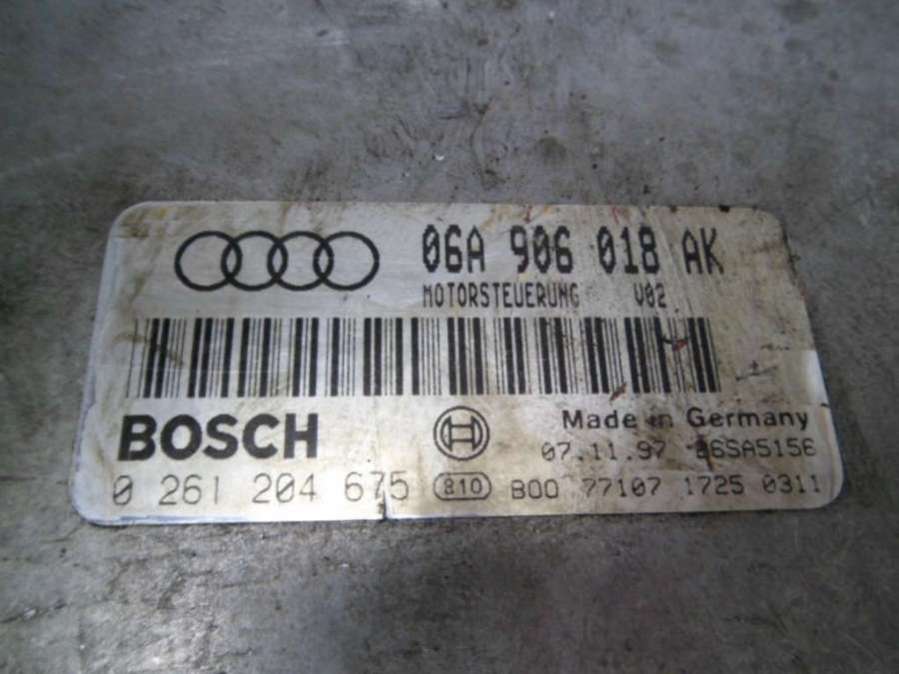 06A 906 018 AK
MOTORSTEUERUNG V02
BOSCH
Made in Germany
07.11.97 06SA5156
0 261 204 675 810 B00 77107 1725 0311